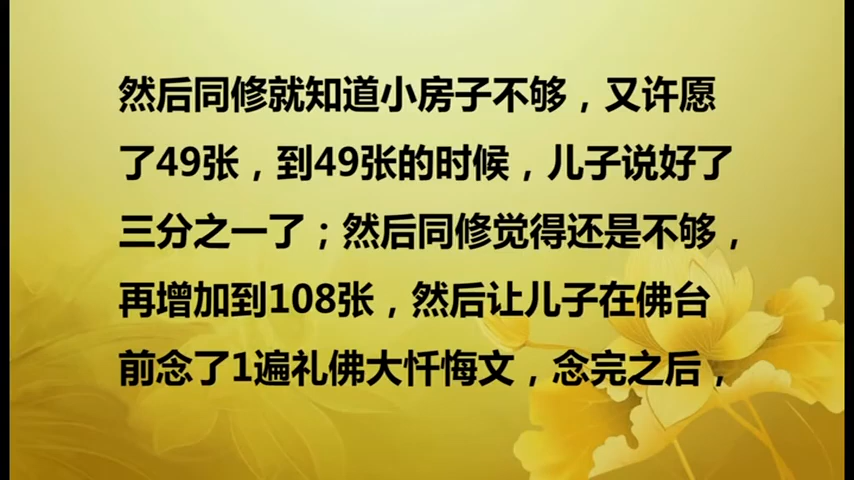 然后同修就知道小房子不够，又许愿
了49张，到49张的时候，儿子说好了
三分之一了；然后同修觉得还是不够，
再增加到108张，然后让儿子在佛台
前念了1遍礼佛大忏悔文，念完之后，